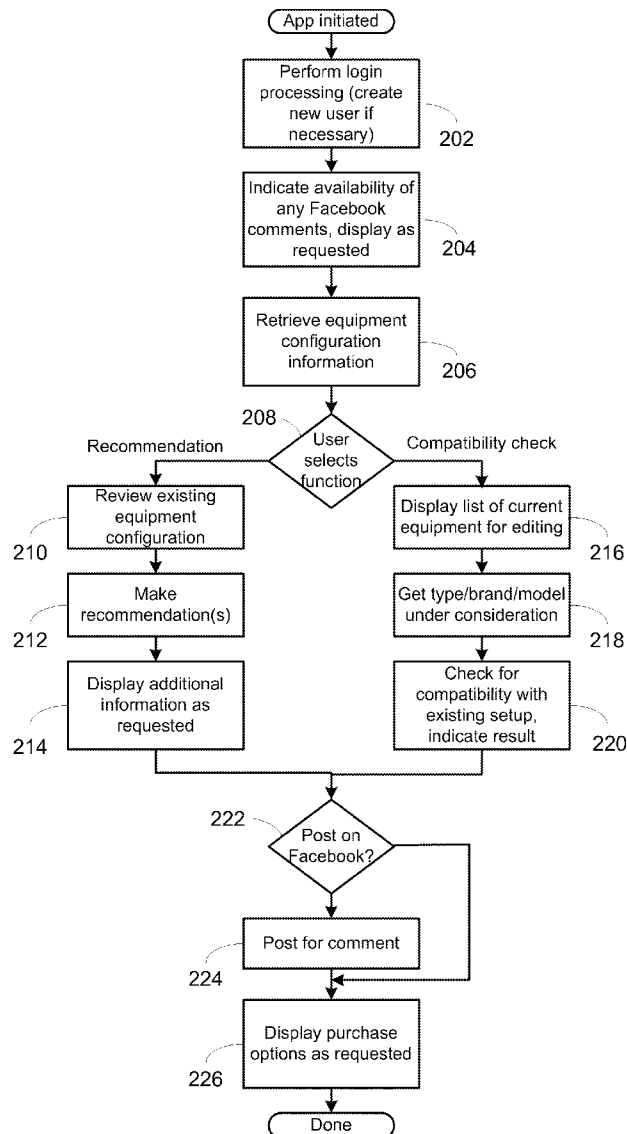 App initiated
Perform login
processing (create
new user if
necessary)
202
Indicate availability of
any Facebook
comments, display as
requested
204
Retrieve equipment
configuration
information
206
208
User
selects
function
Recommendation
Compatibility check
Review existing
equipment
configuration
210
Make
recommendation(s)
212
Display additional
information as
requested
214
Display list of current
equipment for editing
216
Get type/brand/model
under consideration
218
Check for
compatibility with
existing setup,
indicate result
220
222
Post on
Facebook?
Post for comment
224
Display purchase
options as requested
226
Done